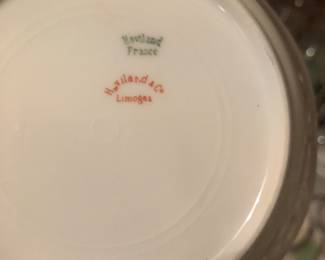 Haviland
France
Haviland & Co
Limoges